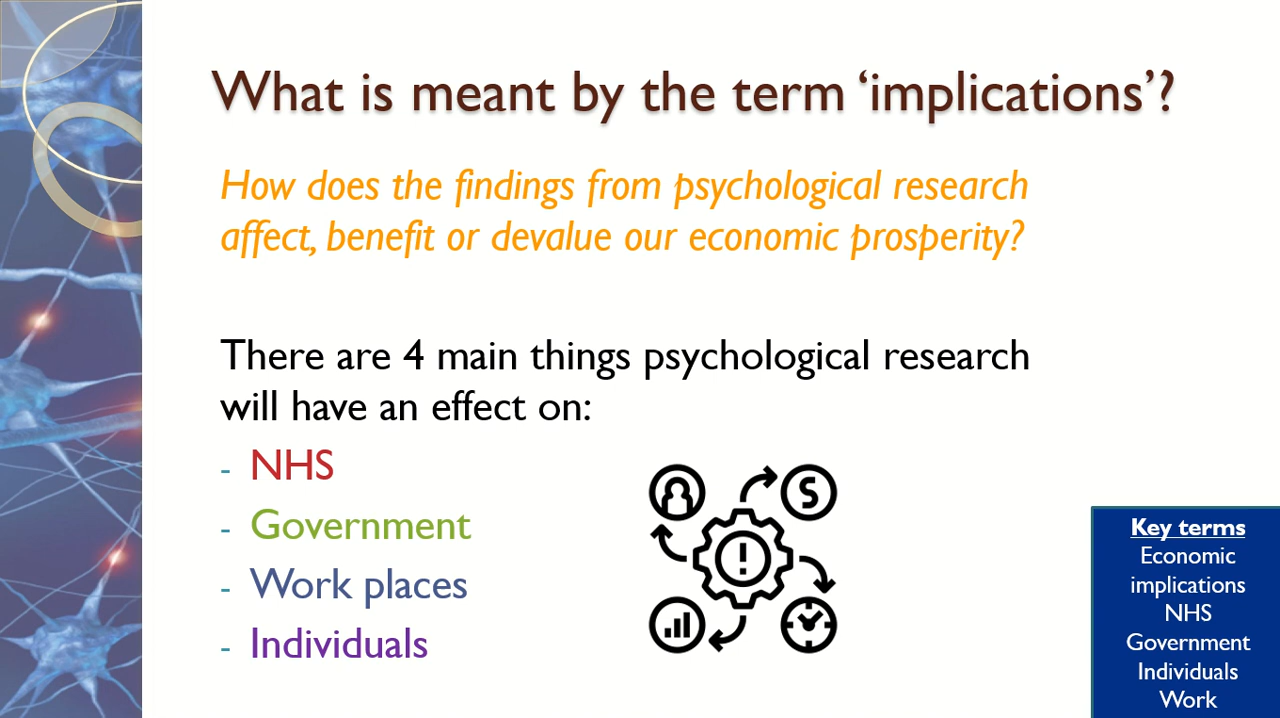 What is meant by the term ‘implications’?
How does the findings from psychological research
affect, benefit or devalue our economic prosperity?
There are 4 main things psychological research
will have an effect on:
- NHS
- Government
- Work places
- Individuals
Key terms
Economic
implications
NHS
Government
Individuals
Work